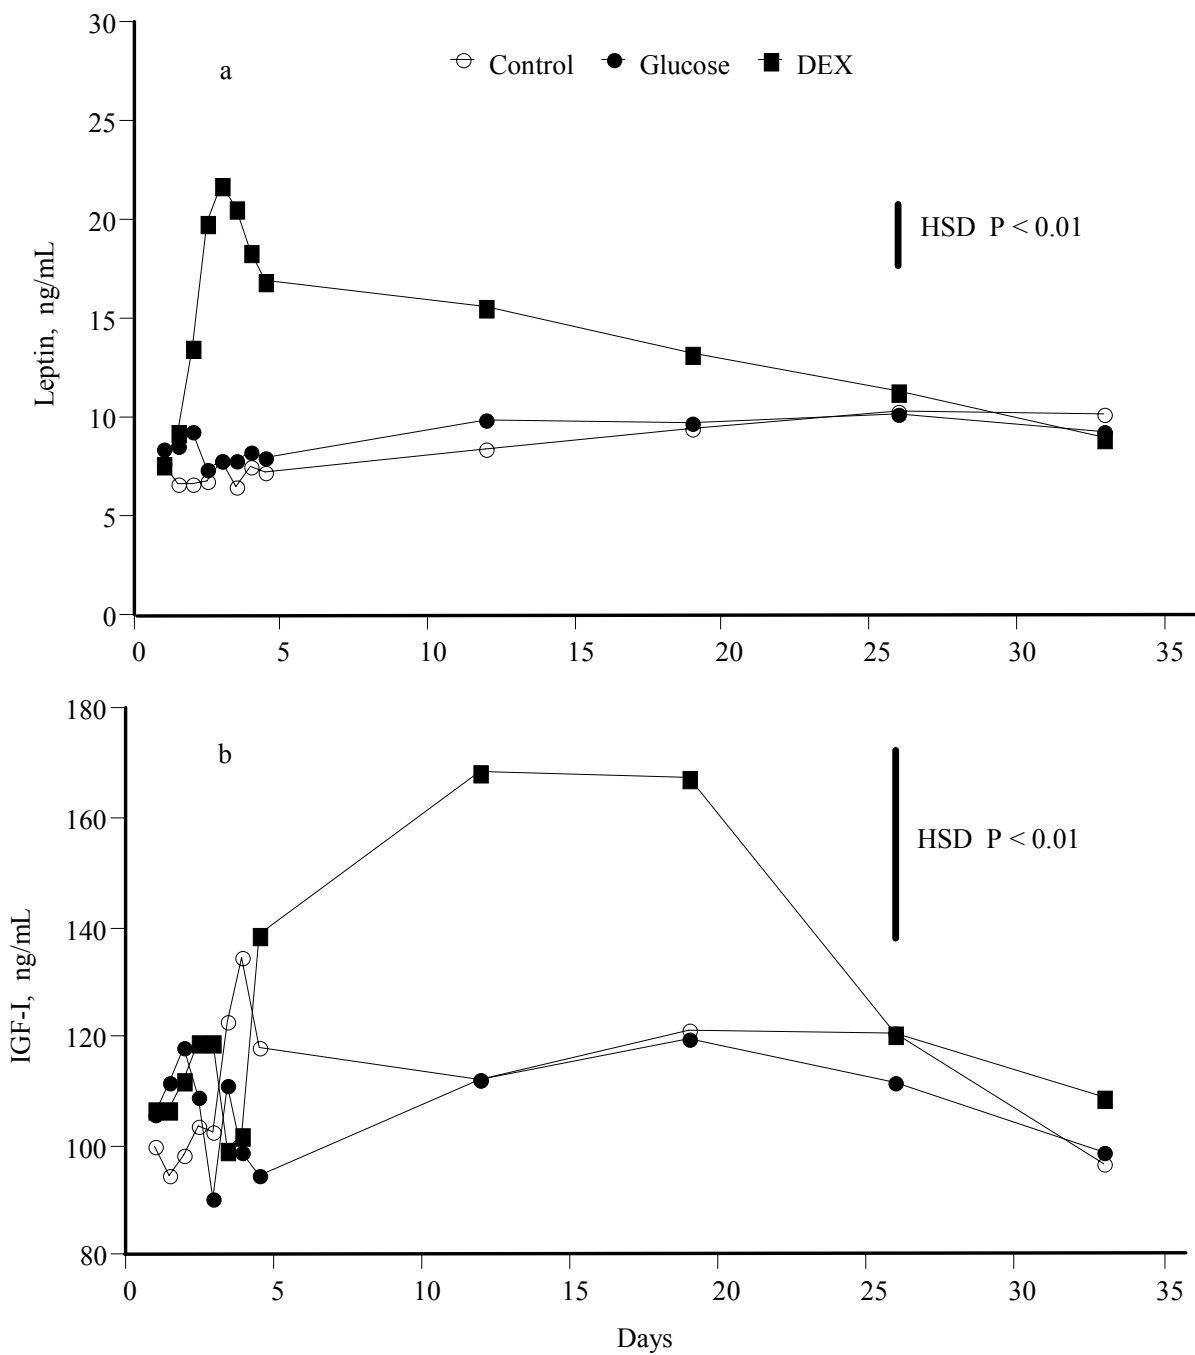 30
a
Control Glucose DEX
25
20
HSD P < 0.01
Leptin, ng/mL
15
10
5
0
0 5 10 15 20 25 30 35
180
b
160
HSD P < 0.01
140
IGF-I, ng/mL
120
100
80
0 5 10 15 20 25 30 35
Days